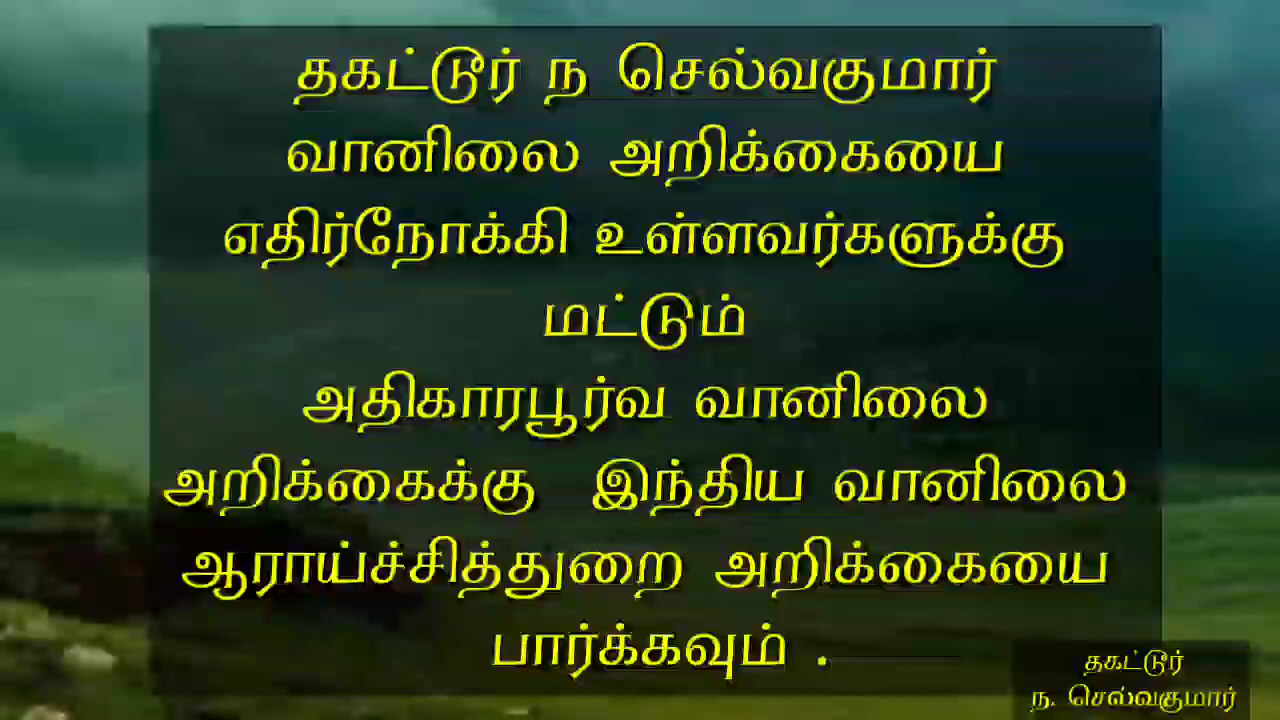 தகட்டூர் ந செல்வகுமார்
வானிலை அறிக்கையை
எதிர்நோக்கி உள்ளவர்களுக்கு
மட்டும்
அதிகாரபூர்வ வானிலை
அறிக்கைக்கு இந்திய வானிலை
ஆராய்ச்சித்துறை அறிக்கையை
பார்க்கவும் .
தகட்டூர்
ந. செல்வகுமார்